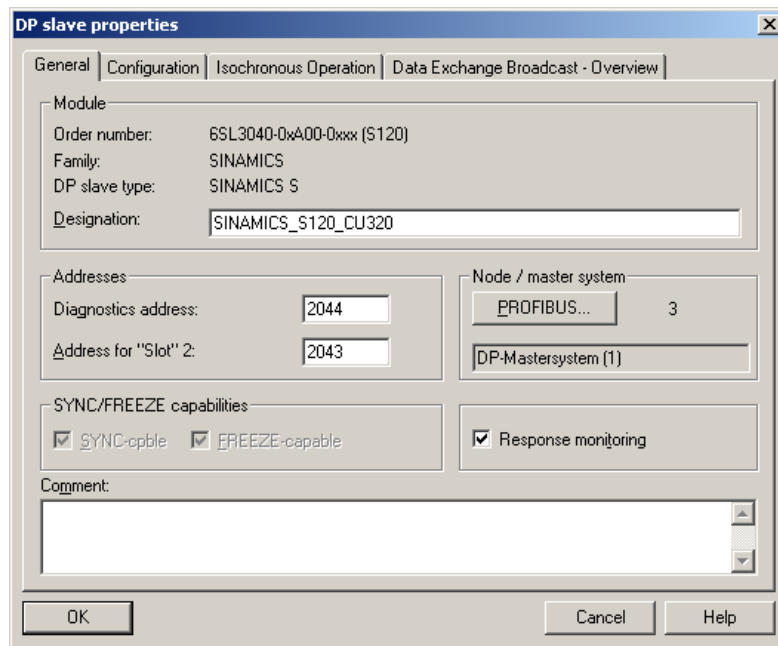 DP slave properties
General Configuration Isochronous Operation Data Exchange Broadcast - Overview
Module
Order number: 6SL3040-0xA00-0xxx (S120)
Family: SINAMICS
DP slave type: SINAMICS S
Designation: SINAMICS_S120_CU320
Addresses
Diagnostics address: 2044
Address for "Slot" 2: 2043
Node / master system
PROFIBUS... 3
DP-Mastersystem (1)
SYNC/FREEZE capabilities
SYNC-cpble FREEZE-capable
Response monitoring
Comment:
OK Cancel Help